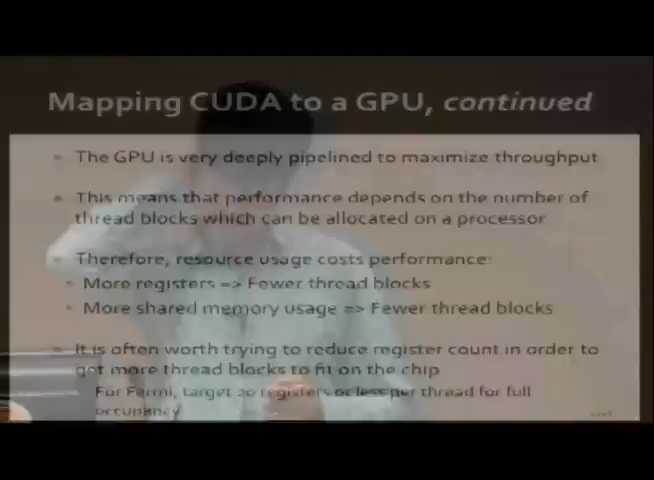 Mapping CUDA to a GPU, continued
The GPU is very deeply pipelined to maximize throughput
This means that performance depends on the number of
thread blocks which can be allocated on a processor
Therefore, resource usage costs performance:
More registers => Fewer thread blocks
More shared memory usage => Fewer thread blocks
It is often worth trying to reduce register count in order to
get more thread blocks to fit on the chip
For Fermi, target 20 registers or less per thread for full
occupancy